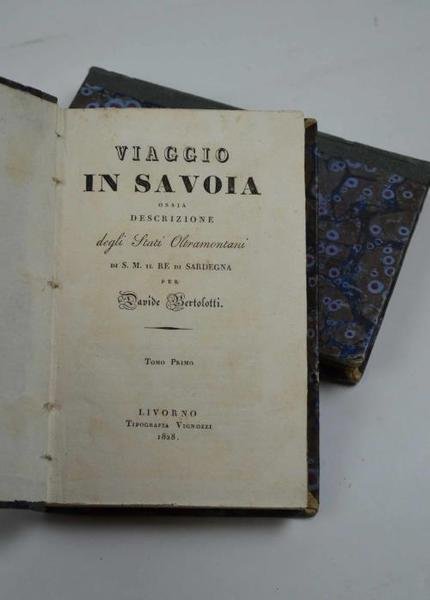 VIAGGIO
IN SAVOIA
OSSIA
DESCRIZIONE
degli Stati Oltramontani
DI S. M. IL RE DI SARDEGNA
PER
Davide Bertolotti.
TOMO PRIMO
LIVORNO
TIPOGRAFIA VIGNOZZI
1828.